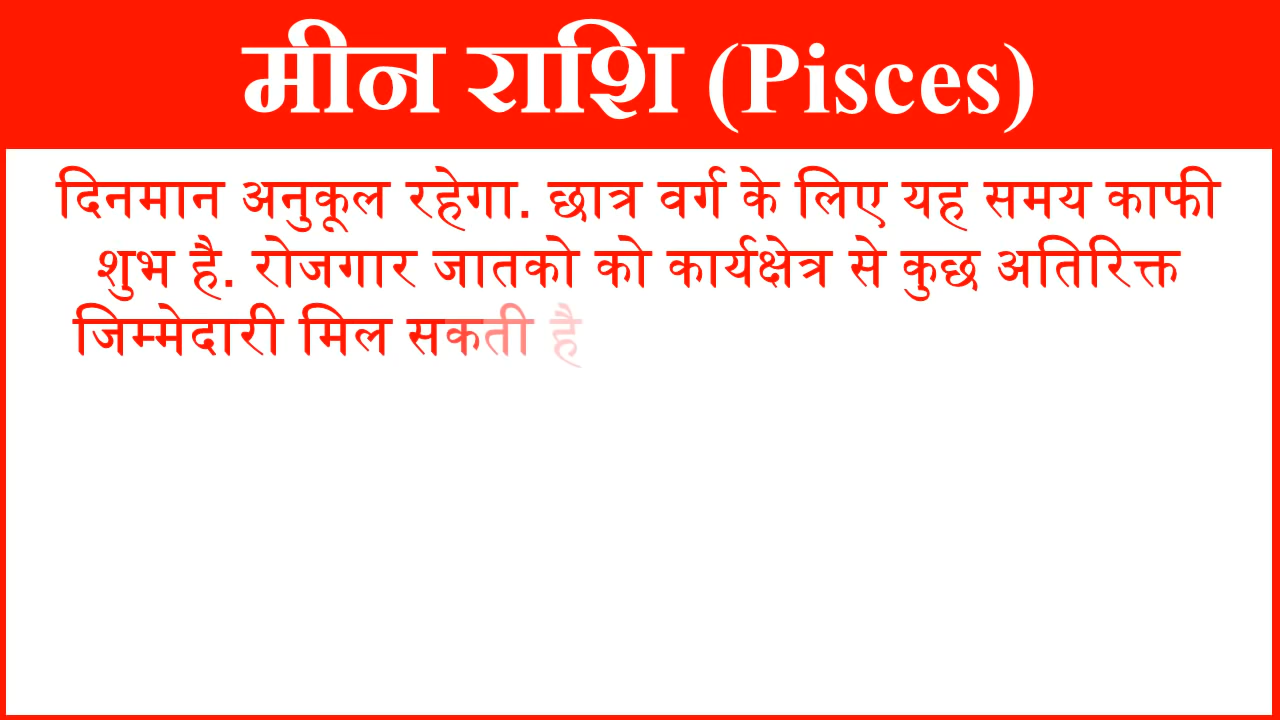 मीन राशि (Pisces)
दिनमान अनुकूल रहेगा. छात्र वर्ग के लिए यह समय काफी
शुभ है. रोजगार जातको को कार्यक्षेत्र से कुछ अतिरिक्त
जिम्मेदारी मिल सकती है